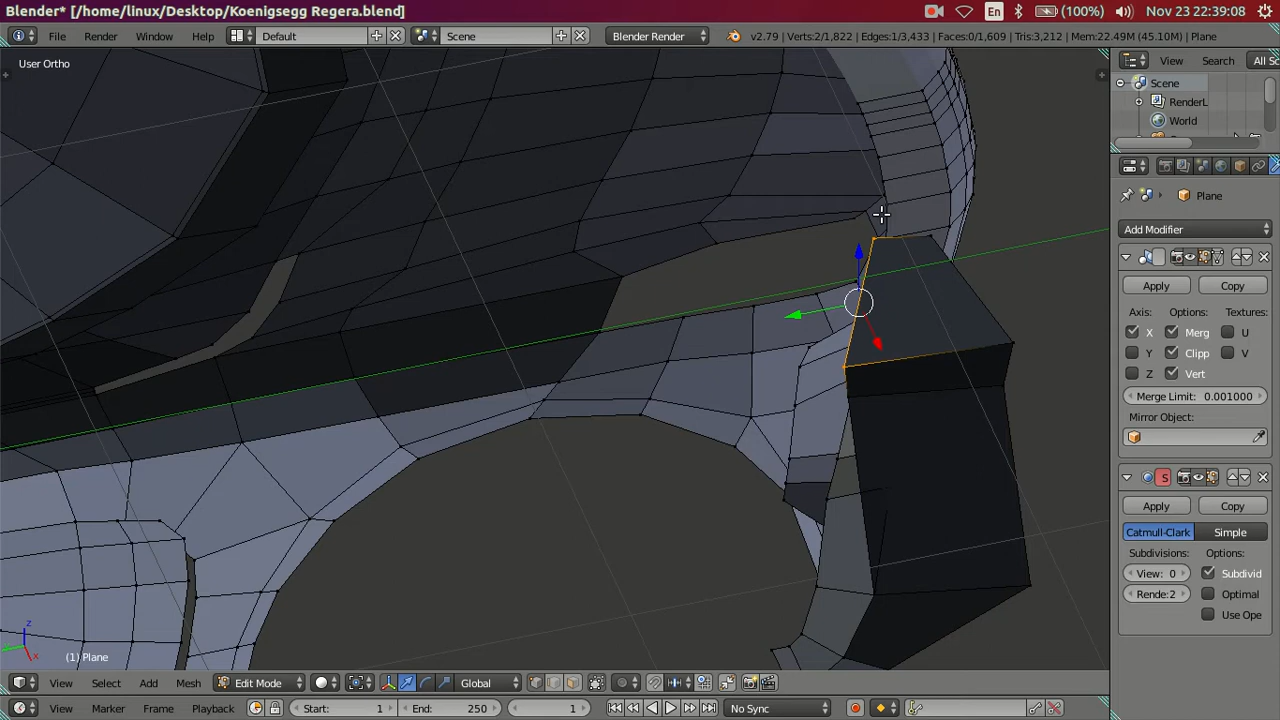 Blender* [/home/linux/Desktop/Koenigsegg Regera.blend]
En (100%) Nov 23 22:39:08
File Render Window Help Default Scene Blender Render v2.79 | Verts:2/1,822 | Edges:1/3,433 | Faces:0/1,609 | Tris:3,212 | Mem:22.49M (45.10M) | Plane
User Ortho
View Search All Sc
Scene
RenderL
World
Plane
Add Modifier
Apply Copy
Axis: Options: Textures:
X Merg U
Y Clipp V
Z Vert
Merge Limit: 0.001000
Mirror Object:
S
Apply Copy
Catmull-Clark Simple
Subdivisions: Options:
View: 0 Subdivid
Rende:2 Optimal
Use Ope
z
x
(1) Plane
View Select Add Mesh Edit Mode Global
View Marker Frame Playback Start: 1 End: 250 1 No Sync